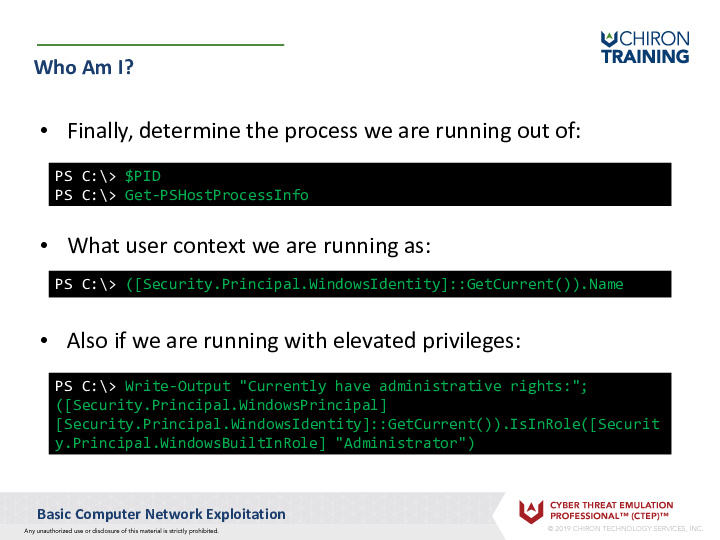 CHIRON
TRAINING
Who Am I?
• Finally, determine the process we are running out of:
PS C:\> $PID
PS C:\> Get-PSHostProcessInfo
• What user context we are running as:
PS C:\> ([Security.Principal.WindowsIdentity]::GetCurrent()).Name
• Also if we are running with elevated privileges:
PS C:\> Write-Output "Currently have administrative rights:";
([Security.Principal.WindowsPrincipal]
[Security.Principal.WindowsIdentity]::GetCurrent()).IsInRole([Securit
y.Principal.WindowsBuiltInRole] "Administrator")
Basic Computer Network Exploitation
Any unauthorized use or disclosure of this material is strictly prohibited.
CYBER THREAT EMULATION
PROFESSIONAL™ (CTEP)™
© 2019 CHIRON TECHNOLOGY SERVICES, INC.